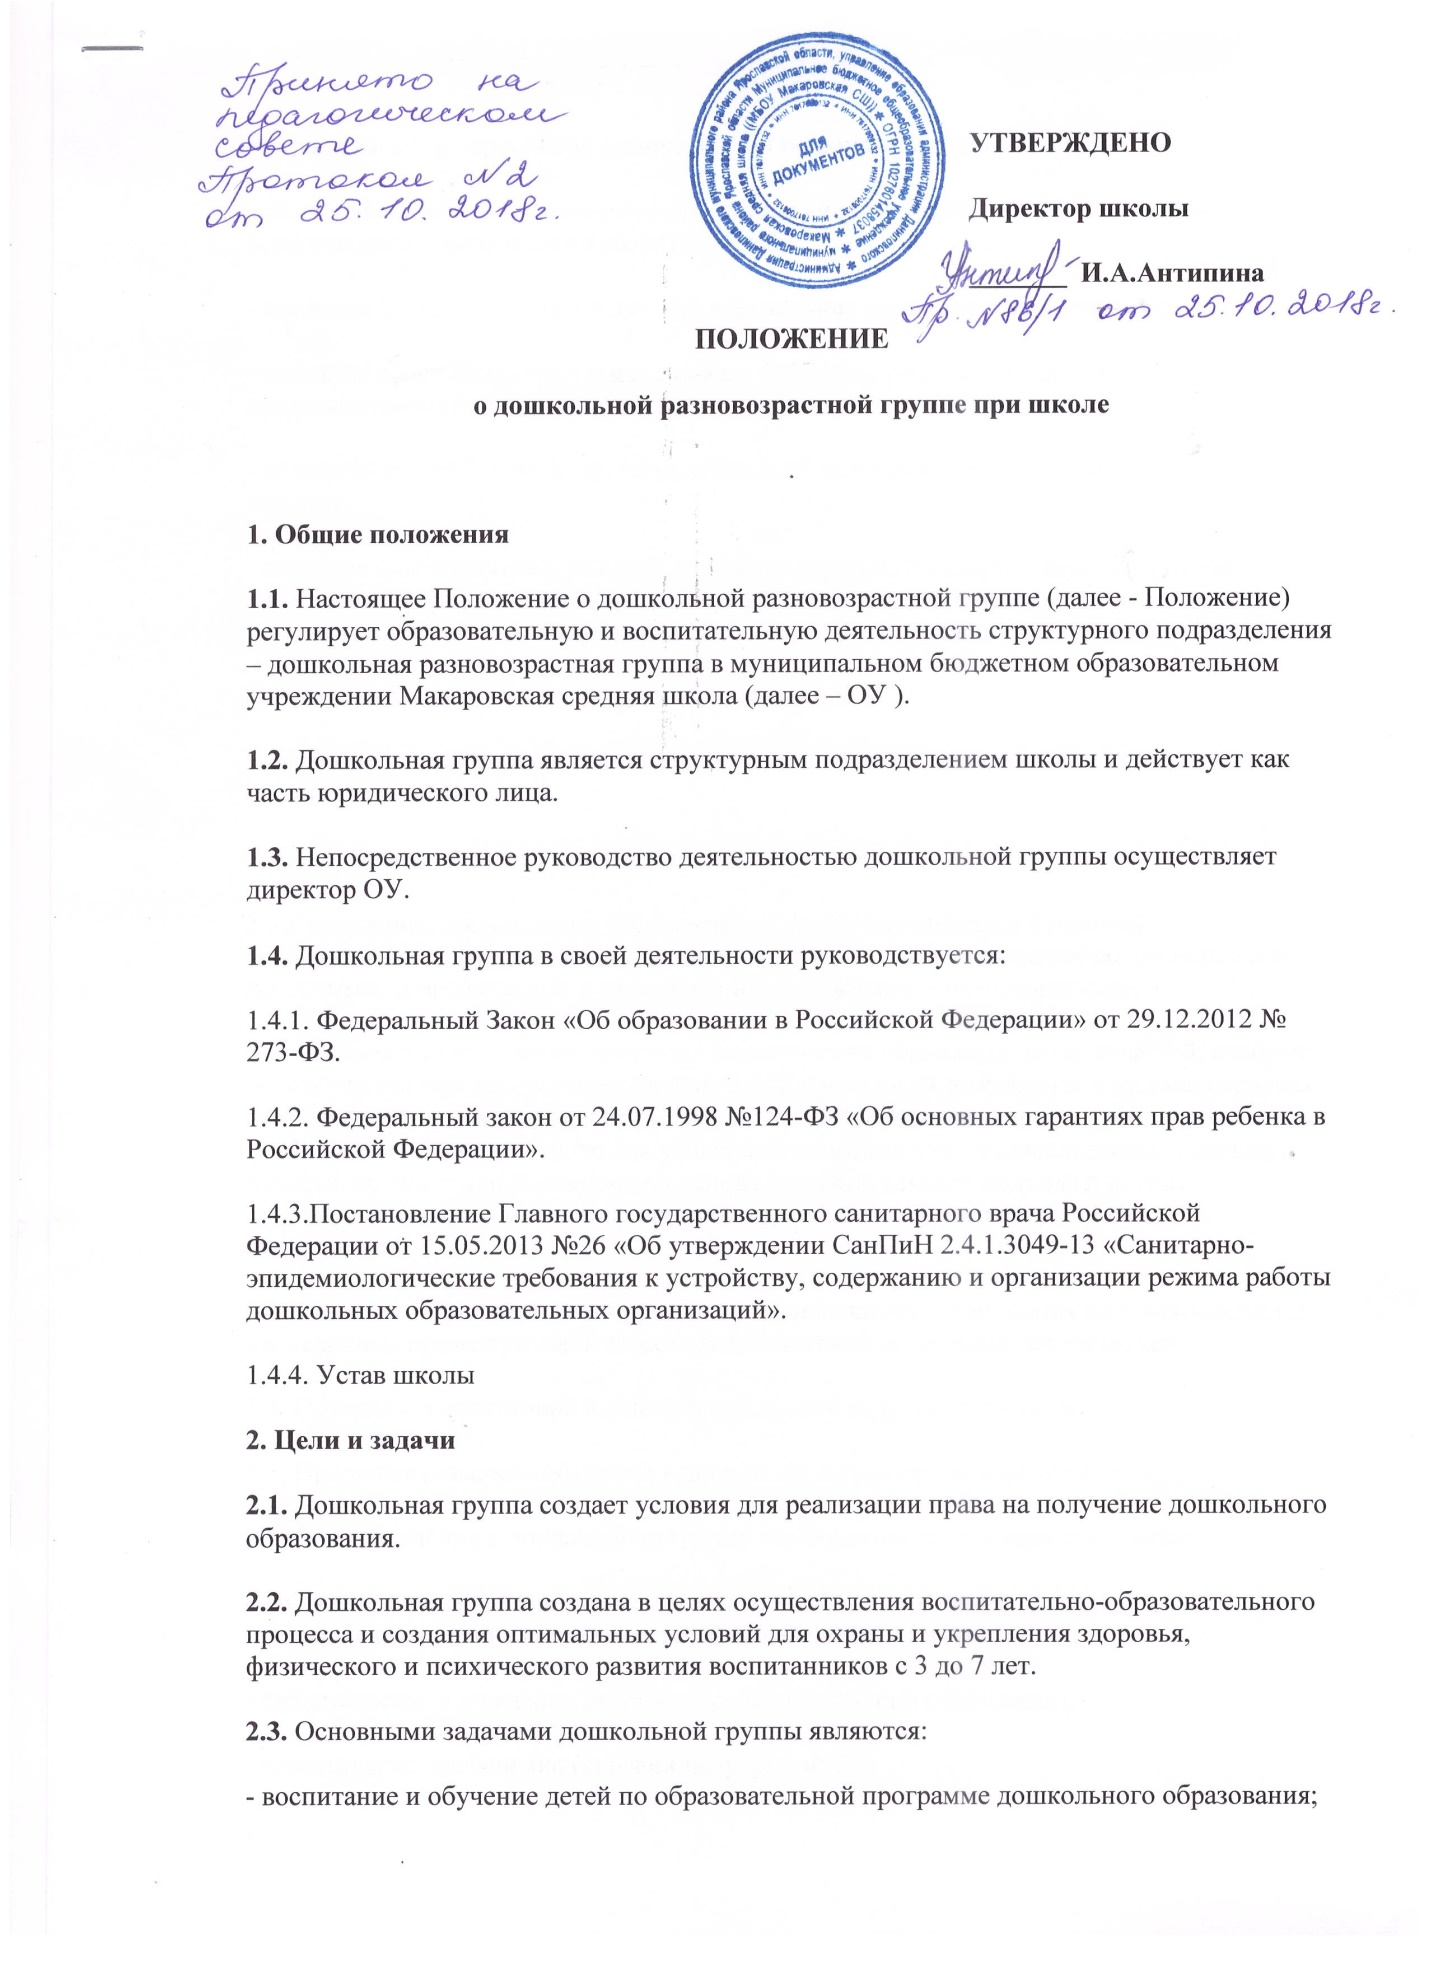 Принято на
педагогическом
совете
Протокол №2
от 25.10.2018г.
ДЛЯ
ДОКУМЕНТОВ
УТВЕРЖДЕНО
Директор школы
И.А.Антипина
Пр. №86/1 от 25.10.2018г.
ПОЛОЖЕНИЕ
о дошкольной разновозрастной группе при школе
1. Общие положения
1.1. Настоящее Положение о дошкольной разновозрастной группе (далее - Положение)
регулирует образовательную и воспитательную деятельность структурного подразделения
– дошкольная разновозрастная группа в муниципальном бюджетном образовательном
учреждении Макаровская средняя школа (далее – ОУ ).
1.2. Дошкольная группа является структурным подразделением школы и действует как
часть юридического лица.
1.3. Непосредственное руководство деятельностью дошкольной группы осуществляет
директор ОУ.
1.4. Дошкольная группа в своей деятельности руководствуется:
1.4.1. Федеральный Закон «Об образовании в Российской Федерации» от 29.12.2012 №
273-ФЗ.
1.4.2. Федеральный закон от 24.07.1998 №124-ФЗ «Об основных гарантиях прав ребенка в
Российской Федерации».
1.4.3.Постановление Главного государственного санитарного врача Российской
Федерации от 15.05.2013 №26 «Об утверждении СанПиН 2.4.1.3049-13 «Санитарно-
эпидемиологические требования к устройству, содержанию и организации режима работы
дошкольных образовательных организаций».
1.4.4. Устав школы
2. Цели и задачи
2.1. Дошкольная группа создает условия для реализации права на получение дошкольного
образования.
2.2. Дошкольная группа создана в целях осуществления воспитательно-образовательного
процесса и создания оптимальных условий для охраны и укрепления здоровья,
физического и психического развития воспитанников с 3 до 7 лет.
2.3. Основными задачами дошкольной группы являются:
- воспитание и обучение детей по образовательной программе дошкольного образования;